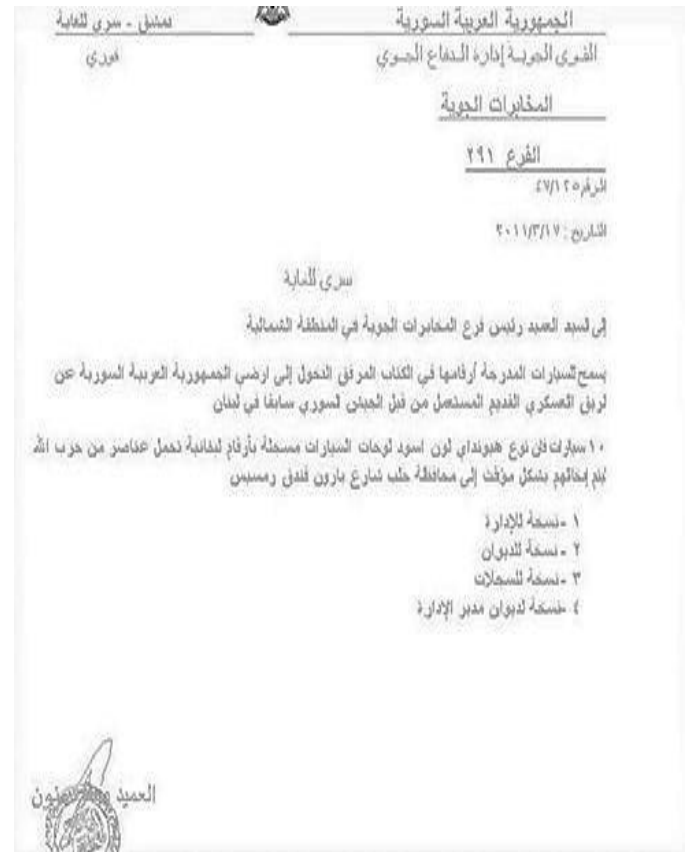 الجمهورية العربية السورية
دمشق - سري للغاية
القوى الجوية إدارة الدفاع الجوي
فوري
المخابرات الجوية
الفرع ٢٩١
الرقم ٤٧/١٢٥
التاريخ : ٢٠١١/٣/١٧
سري للغاية
إلى السيد العميد رئيس فرع المخابرات الجوية في المنطقة الشمالية
يسمح للسيارات المدرجة أرقامها في الكتاب المرفق الدخول إلى ارضي الجمهورية العربية السورية عن
لريق العسكري القديم المستعمل من قبل الجيش السوري سابقا في لبنان
١٠ سيارات فان نوع هيونداي لون اسود لوحات السيارات مسجلة بأرقام لبنانية تحمل عناصر من حزب الله
ليتم إدخالهم بشكل مؤقت إلى محافظة حلب شارع بارون فندق رمسيس
١ -نسخة للإدارة
٢ - نسخة للديوان
٣ -نسخة للسجلات
٤ -نسخة لديوان مدير الإدارة
العميد